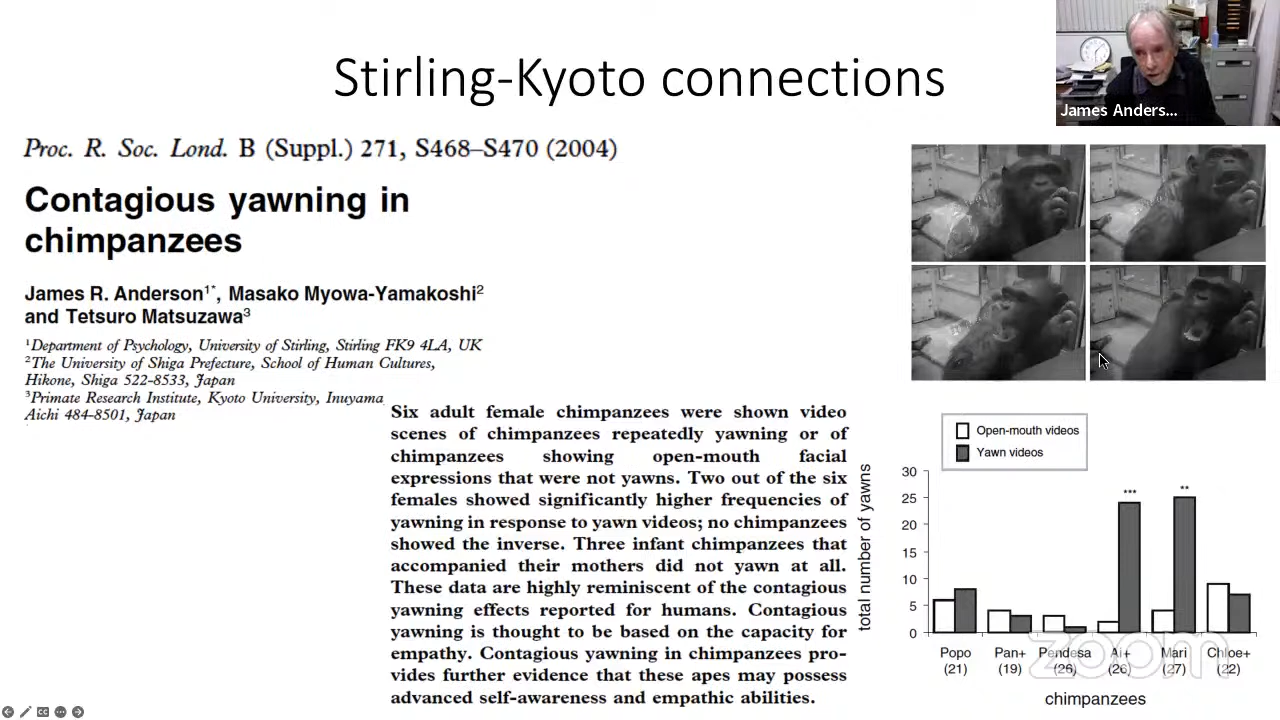 Stirling-Kyoto connections
James Anders...
Proc. R. Soc. Lond. B (Suppl.) 271, S468–S470 (2004)
Contagious yawning in
chimpanzees
James R. Anderson1*, Masako Myowa-Yamakoshi2
and Tetsuro Matsuzawa3
1Department of Psychology, University of Stirling, Stirling FK9 4LA, UK
2The University of Shiga Prefecture, School of Human Cultures,
Hikone, Shiga 522-8533, Japan
3Primate Research Institute, Kyoto University, Inuyama
Aichi 484-8501, Japan
Six adult female chimpanzees were shown video
scenes of chimpanzees repeatedly yawning or of
chimpanzees showing open-mouth facial
expressions that were not yawns. Two out of the six
females showed significantly higher frequencies of
yawning in response to yawn videos; no chimpanzees
showed the inverse. Three infant chimpanzees that
accompanied their mothers did not yawn at all.
These data are highly reminiscent of the contagious
yawning effects reported for humans. Contagious
yawning is thought to be based on the capacity for
empathy. Contagious yawning in chimpanzees pro-
vides further evidence that these apes may possess
advanced self-awareness and empathic abilities.
Open-mouth videos
Yawn videos
total number of yawns
30
25
20
15
10
5
0
*** **
Popo Pan+ Pendesa Ai+ Mari Chloe+
(21) (19) (26) (26) (27) (22)
chimpanzees
zoom